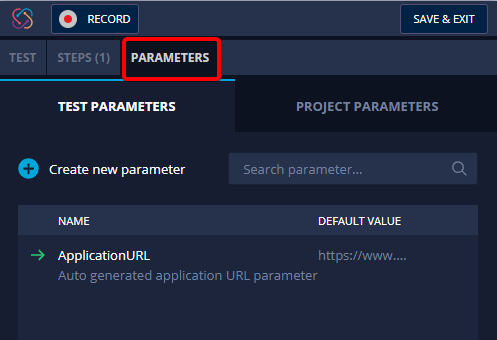 RECORD
SAVE & EXIT
TEST
STEPS (1)
PARAMETERS
TEST PARAMETERS
PROJECT PARAMETERS
Create new parameter
Search parameter...
NAME
DEFAULT VALUE
ApplicationURL
https://www....
Auto generated application URL parameter